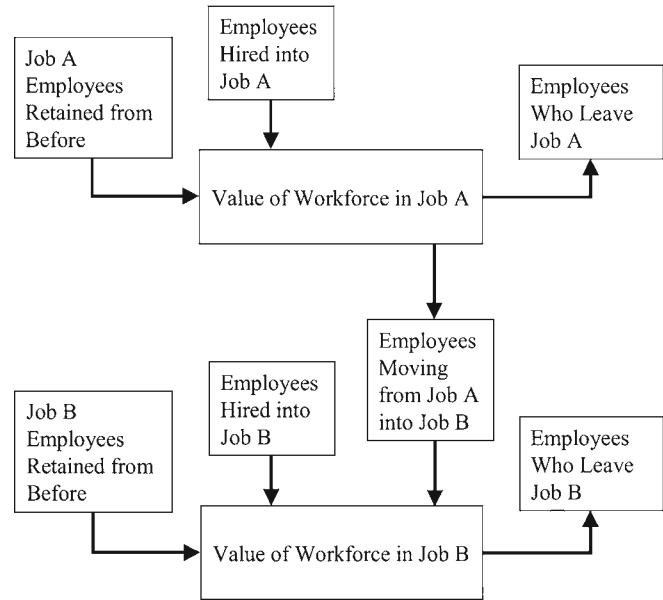 Job A
Employees
Retained from
Before
Employees
Hired into
Job A
Employees
Who Leave
Job A
Value of Workforce in Job A
Employees
Moving
from Job A
into Job B
Job B
Employees
Retained from
Before
Employees
Hired into
Job B
Employees
Who Leave
Job B
Value of Workforce in Job B